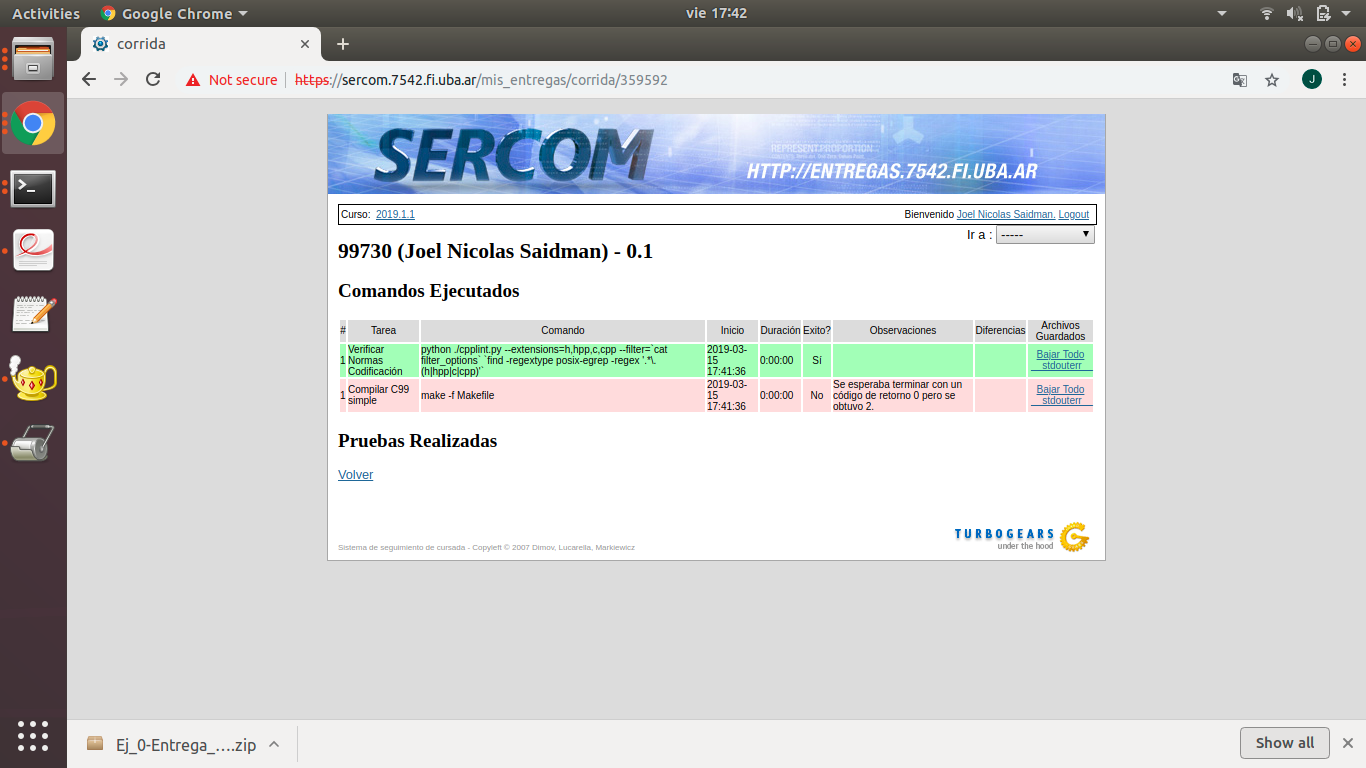 Activities
Google Chrome
vie 17:42
corrida
Not secure
https://sercom.7542.fi.uba.ar/mis_entregas/corrida/359592
J
SERCOM
REPRESENT.PROPORTION
HTTP://ENTREGAS.7542.FI.UBA.AR
Curso: 2019.1.1
Bienvenido Joel Nicolas Saidman. Logout
Ir a : -----
99730 (Joel Nicolas Saidman) - 0.1
Comandos Ejecutados
# Tarea Comando Inicio Duración Exito? Observaciones Diferencias Archivos Guardados
1
Verificar
Normas
Codificación
python ./cpplint.py --extensions=h,hpp,c,cpp --filter=`cat
filter_options` `find -regextype posix-egrep -regex '.*\.
(h|hpp|c|cpp)'`
2019-03-
15
17:41:36
0:00:00
Sí
Bajar Todo
stdouterr
1
Compilar C99
simple
make -f Makefile
2019-03-
15
17:41:36
0:00:00
No
Se esperaba terminar con un
código de retorno 0 pero se
obtuvo 2.
Bajar Todo
stdouterr
Pruebas Realizadas
Volver
TURBOGEARS
under the hood
Sistema de seguimiento de cursada - Copyleft © 2007 Dimov, Lucarella, Markiewicz
Ej_0-Entrega_....zip
Show all